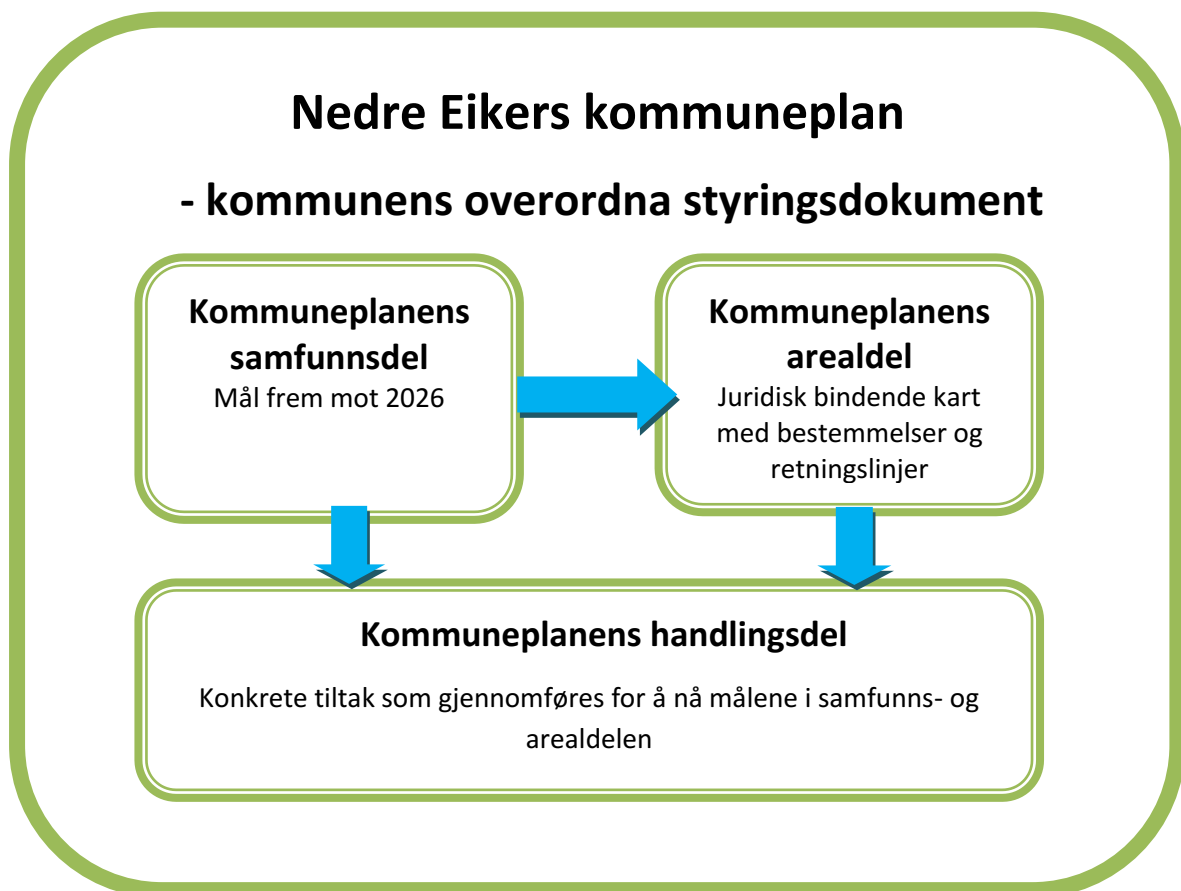 Nedre Eikers kommuneplan
- kommunens overordna styringsdokument
Kommuneplanens
samfunnsdel
Mål frem mot 2026
Kommuneplanens
arealdel
Juridisk bindende kart
med bestemmelser og
retningslinjer
Kommuneplanens handlingsdel
Konkrete tiltak som gjennomføres for å nå målene i samfunns- og
arealdelen